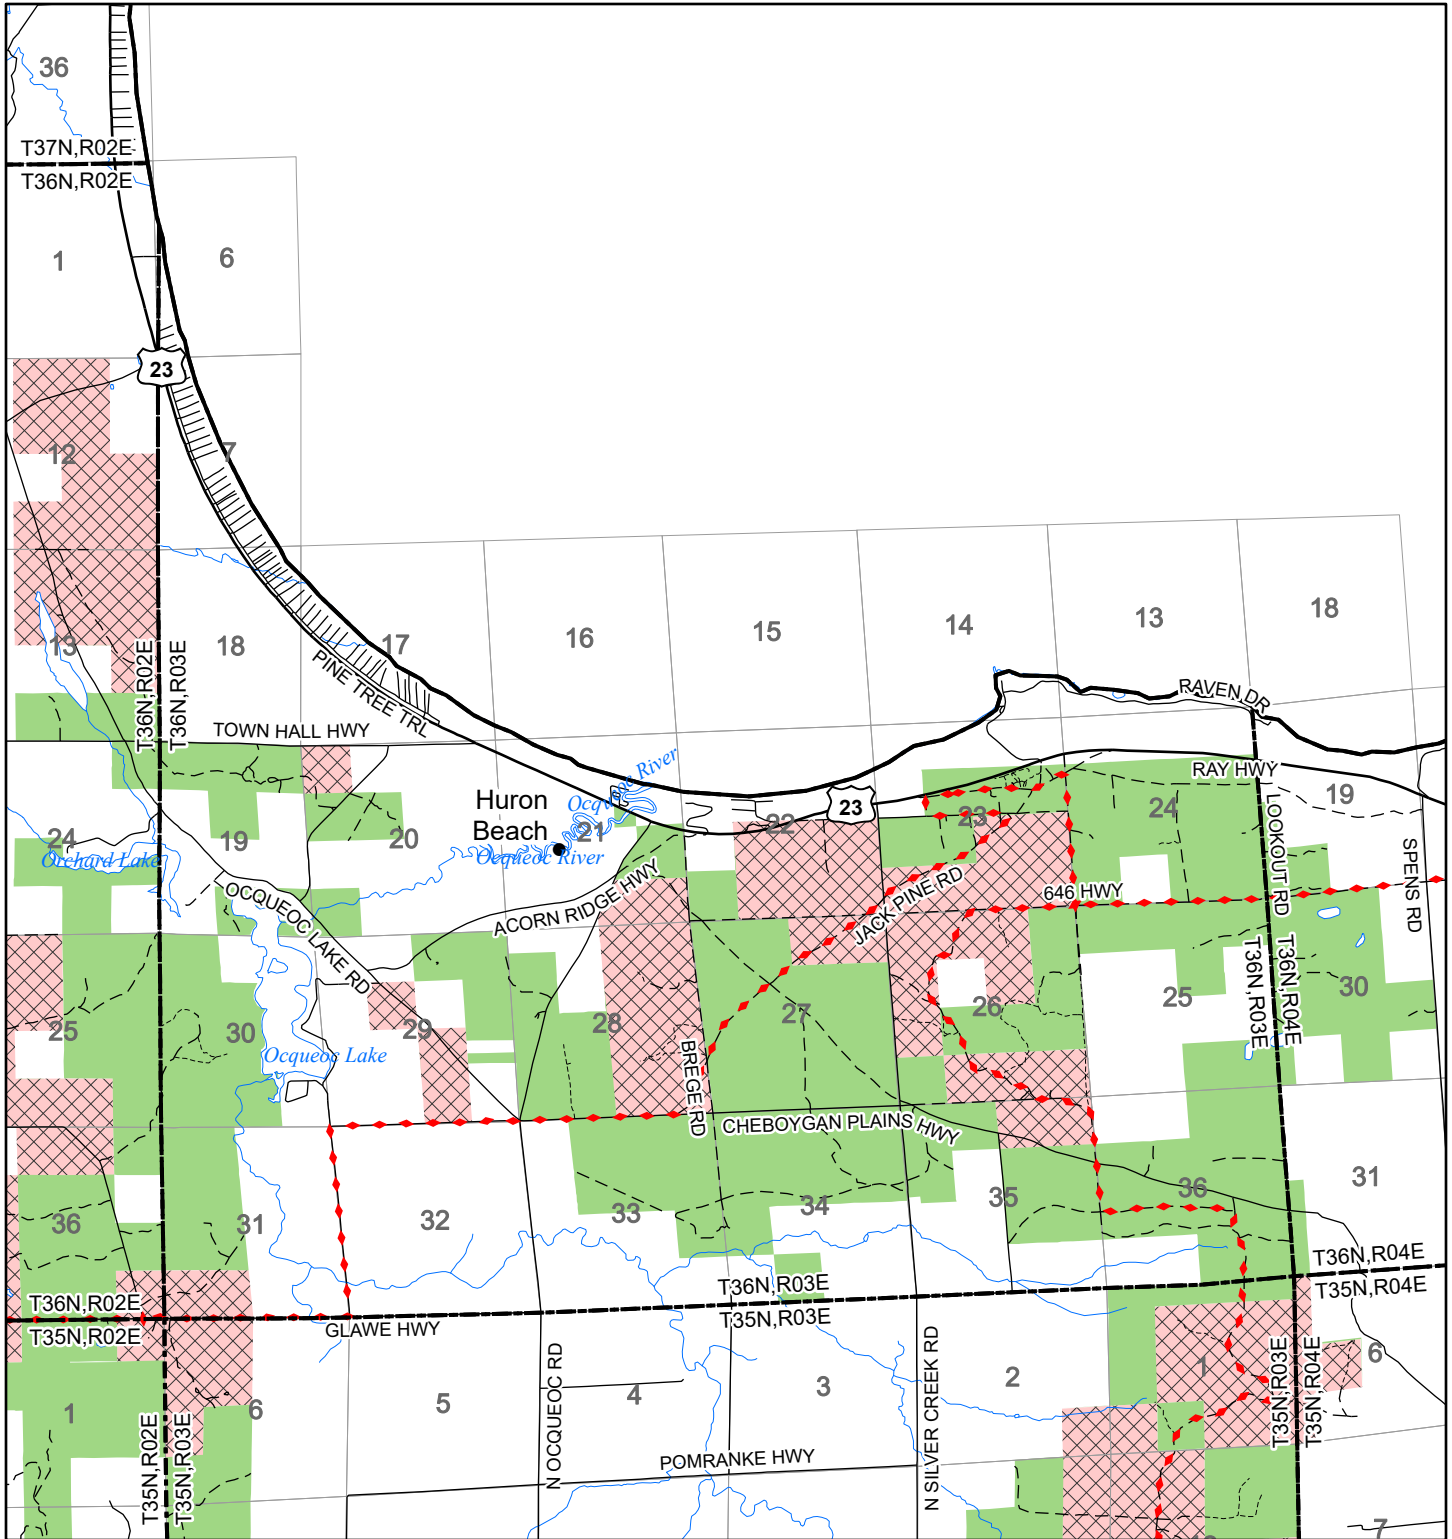 36
T37N,R02E
T36N,R02E
1
6
23
12
7
13
18
17
16
15
14
13
18
T36N,R02E
T36N,R03E
PINE TREE TRL
RAVEN DR
TOWN HALL HWY
RAY HWY
Huron
Beach
Ocqueoc River
Ocqueoc River
23
24
Orchard Lake
19
20
21
22
23
24
19
LOOKOUT RD
SPENS RD
OCQUEOC LAKE RD
ACORN RIDGE HWY
JACK PINE RD
646 HWY
T36N,R03E
T36N,R04E
25
30
Ocqueoc Lake
29
28
27
26
25
30
BREGE RD
CHEBOYGAN PLAINS HWY
36
31
32
33
34
35
36
31
T36N,R02E
T35N,R02E
GLAWE HWY
T36N,R03E
T35N,R03E
T36N,R04E
T35N,R04E
1
6
5
4
3
2
1
6
N OCQUEOC RD
N SILVER CREEK RD
T35N,R03E
T35N,R04E
T35N,R02E
T35N,R03E
POMRANKE HWY
7